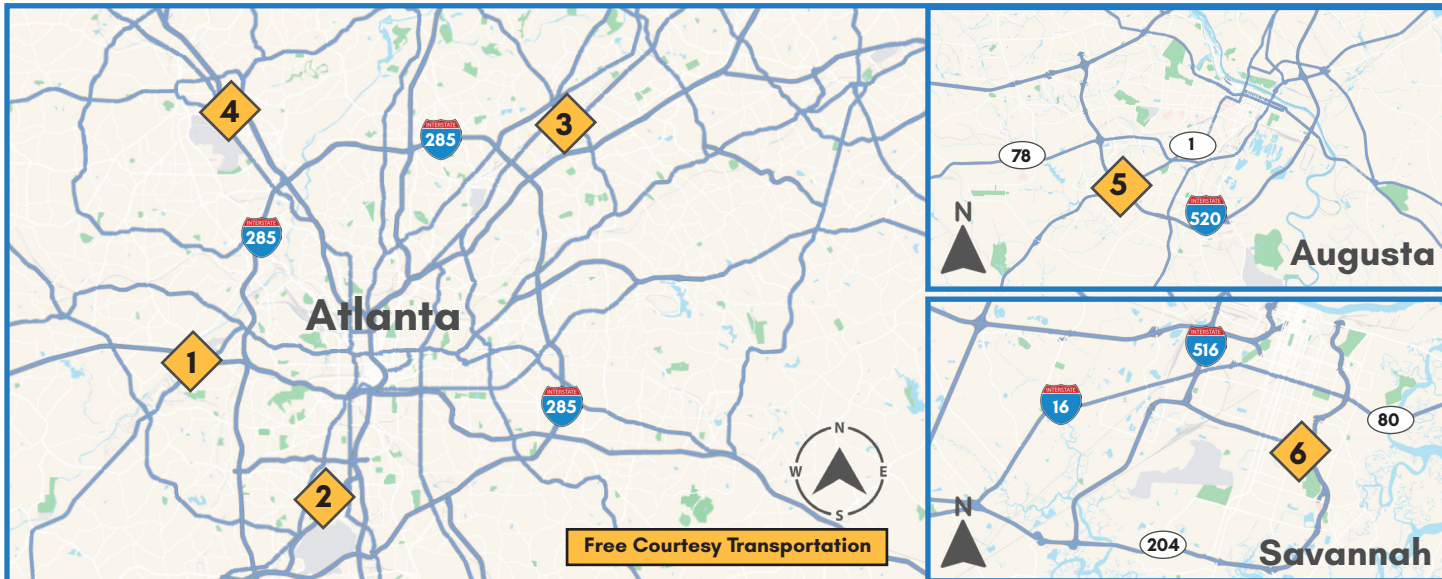 4
3
INTERSTATE
285
INTERSTATE
285
Atlanta
1
INTERSTATE
285
2
N
W
E
S
Free Courtesy Transportation
78
1
5
INTERSTATE
520
N
Augusta
INTERSTATE
516
INTERSTATE
16
80
6
N
204
Savannah